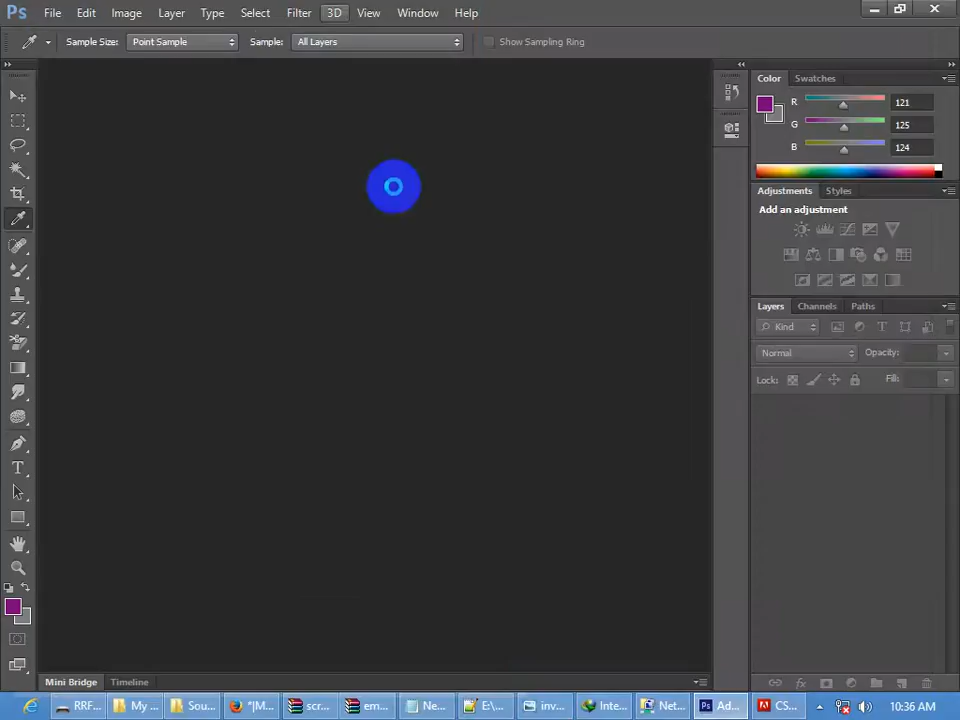 Ps File Edit Image Layer Type Select Filter 3D View Window Help
Sample Size: Point Sample Sample: All Layers Show Sampling Ring
Color Swatches
R 121
G 125
B 124
Adjustments Styles
Add an adjustment
Layers Channels Paths
Kind T
Normal Opacity:
Lock: Fill:
T
fx
Mini Bridge Timeline
RRF... My ... Sou... *|M... scr... em... Ne... E:\... inv... Inte... Net... Ps Ad... CS... 10:36 AM